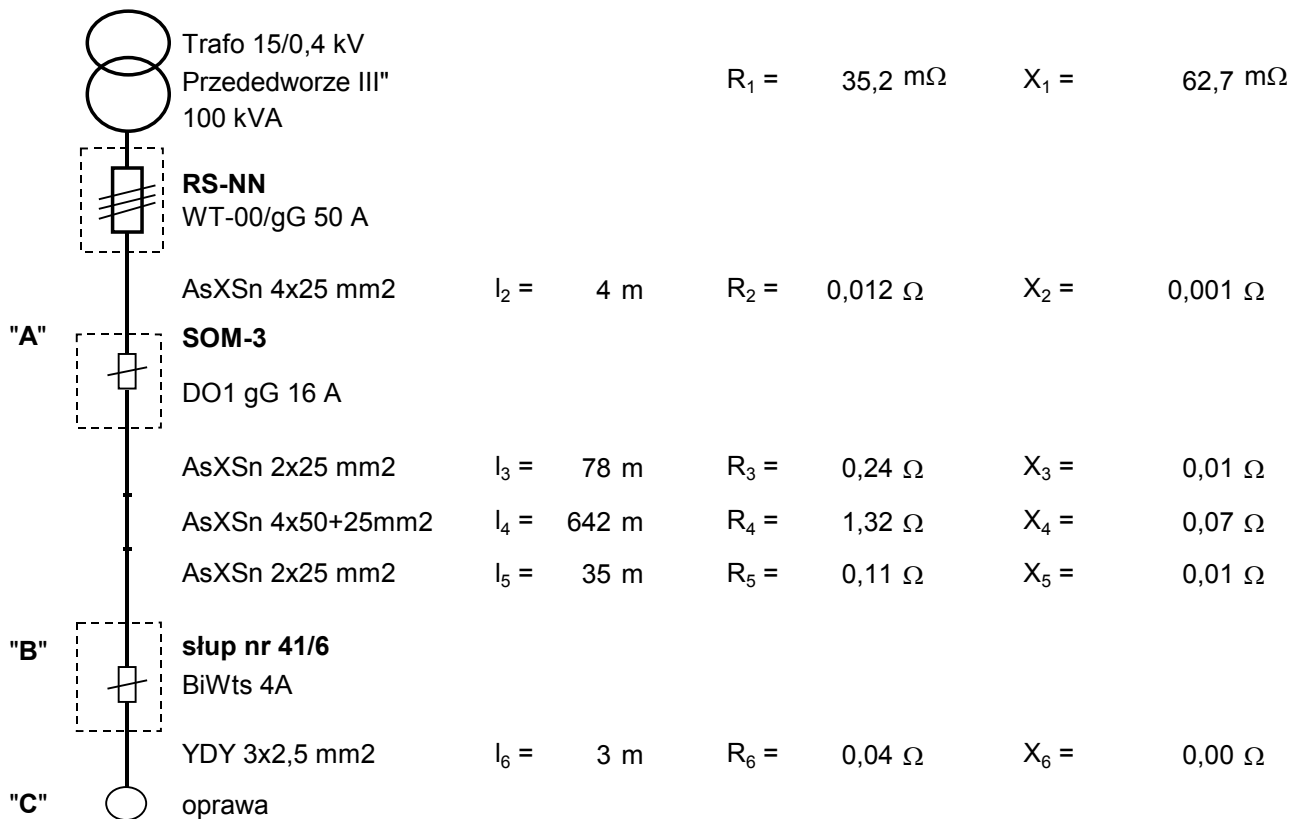 Trafo 15/0,4 kV
Przededworze III" R₁ = 35,2 mΩ X₁ = 62,7 mΩ
100 kVA
RS-NN
WT-00/gG 50 A
AsXSn 4x25 mm2 l₂ = 4 m R₂ = 0,012 Ω X₂ = 0,001 Ω
"A" SOM-3
DO1 gG 16 A
AsXSn 2x25 mm2 l₃ = 78 m R₃ = 0,24 Ω X₃ = 0,01 Ω
AsXSn 4x50+25mm2 l₄ = 642 m R₄ = 1,32 Ω X₄ = 0,07 Ω
AsXSn 2x25 mm2 l₅ = 35 m R₅ = 0,11 Ω X₅ = 0,01 Ω
"B" słup nr 41/6
BiWts 4A
YDY 3x2,5 mm2 l₆ = 3 m R₆ = 0,04 Ω X₆ = 0,00 Ω
"C" oprawa